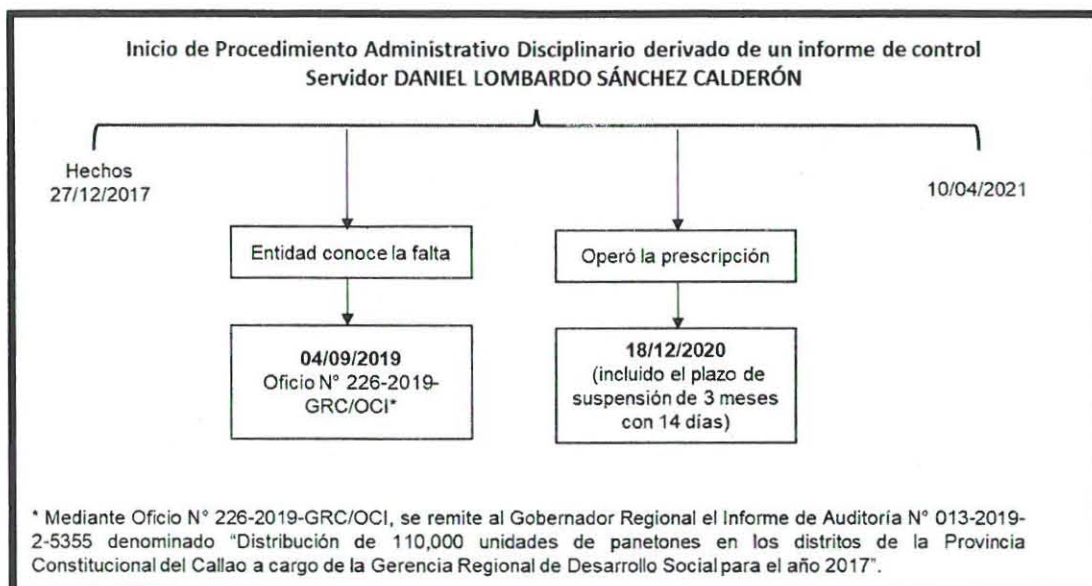 Inicio de Procedimiento Administrativo Disciplinario derivado de un informe de control
Servidor DANIEL LOMBARDO SÁNCHEZ CALDERÓN
Hechos
27/12/2017
10/04/2021
Entidad conoce la falta
Operó la prescripción
04/09/2019
Oficio N° 226-2019-
GRC/OCI*
18/12/2020
(incluido el plazo de
suspensión de 3 meses
con 14 días)
* Mediante Oficio N° 226-2019-GRC/OCI, se remite al Gobernador Regional el Informe de Auditoría N° 013-2019-
2-5355 denominado "Distribución de 110,000 unidades de panetones en los distritos de la Provincia
Constitucional del Callao a cargo de la Gerencia Regional de Desarrollo Social para el año 2017".